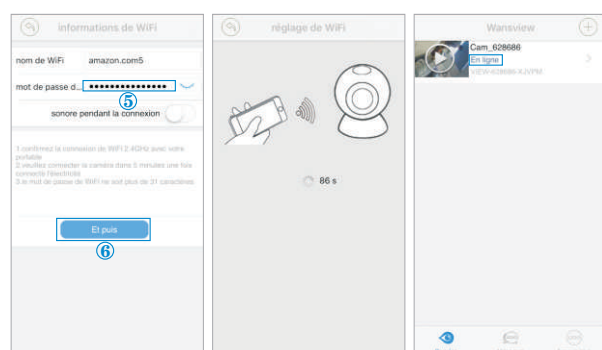 informations de WiFi
nom de WiFi amazon.com5
mot de passe d... ●●●●●●●●●●●●●●●
⑤
sonore pendant la connexion
1 confirmez la connexion de WIFI 2.4GHz avec votre
portable
2.veuillez connecter la caméra dans 5 minutes une fois
connecté l'électricité
3.le mot de passe de WIFI ne soit plus de 31 caractères
Et puis
⑥
réglage de WiFi
86 s
Wansview
Cam_628686
En ligne
VIEW-628686-AJVPM